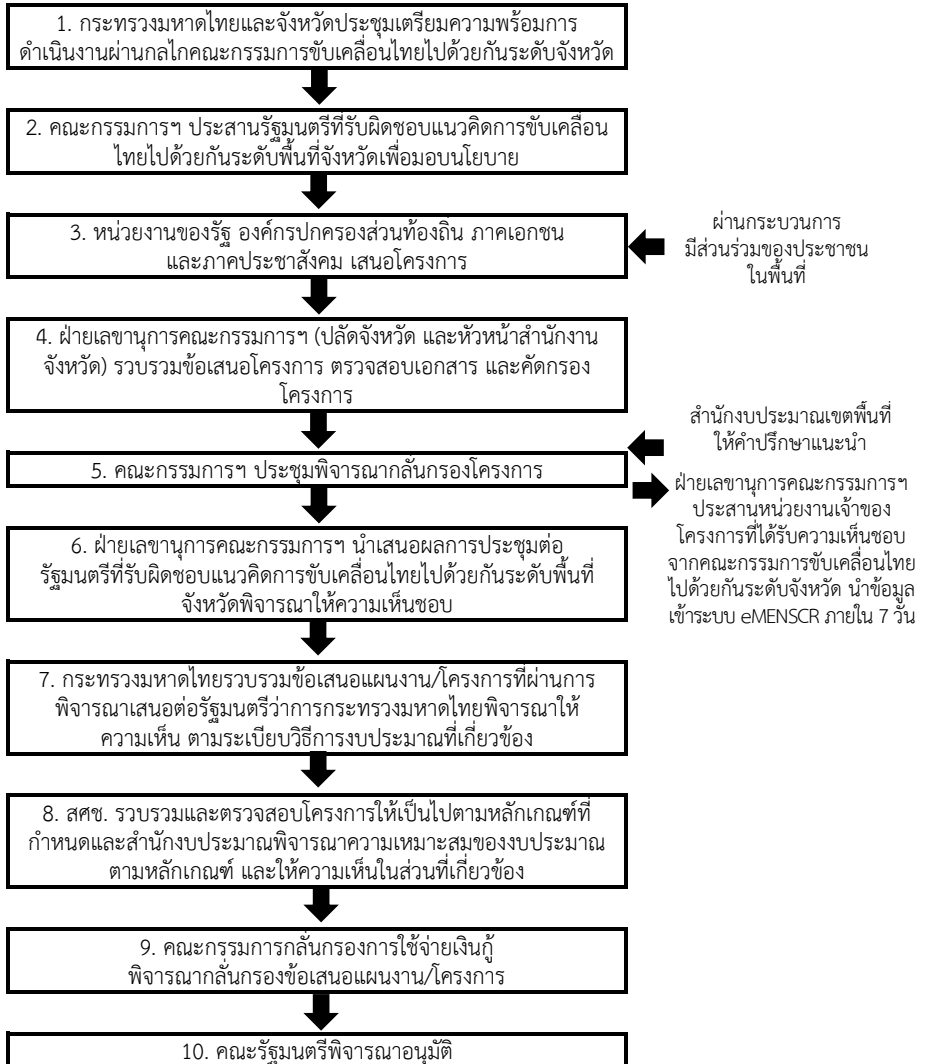 1. กระทรวงมหาดไทยและจังหวัดประชุมเตรียมความพร้อมการ
ดำเนินงานผ่านกลไกคณะกรรมการขับเคลื่อนไทยไปด้วยกันระดับจังหวัด
2. คณะกรรมการฯ ประสานรัฐมนตรีที่รับผิดชอบแนวคิดการขับเคลื่อน
ไทยไปด้วยกันระดับพื้นที่จังหวัดเพื่อมอบนโยบาย
3. หน่วยงานของรัฐ องค์กรปกครองส่วนท้องถิ่น ภาคเอกชน
และภาคประชาสังคม เสนอโครงการ
ผ่านกระบวนการ
มีส่วนร่วมของประชาชน
ในพื้นที่
4. ฝ่ายเลขานุการคณะกรรมการฯ (ปลัดจังหวัด และหัวหน้าสำนักงาน
จังหวัด) รวบรวมข้อเสนอโครงการ ตรวจสอบเอกสาร และคัดกรอง
โครงการ
สำนักงบประมาณเขตพื้นที่
ให้คำปรึกษาแนะนำ
5. คณะกรรมการฯ ประชุมพิจารณากลั่นกรองโครงการ
ฝ่ายเลขานุการคณะกรรมการฯ
ประสานหน่วยงานเจ้าของ
โครงการที่ได้รับความเห็นชอบ
จากคณะกรรมการขับเคลื่อนไทย
ไปด้วยกันระดับจังหวัด นำข้อมูล
เข้าระบบ eMENSCR ภายใน 7 วัน
6. ฝ่ายเลขานุการคณะกรรมการฯ นำเสนอผลการประชุมต่อ
รัฐมนตรีที่รับผิดชอบแนวคิดการขับเคลื่อนไทยไปด้วยกันระดับพื้นที่
จังหวัดพิจารณาให้ความเห็นชอบ
7. กระทรวงมหาดไทยรวบรวมข้อเสนอแผนงาน/โครงการที่ผ่านการ
พิจารณาเสนอต่อรัฐมนตรีว่าการกระทรวงมหาดไทยพิจารณาให้
ความเห็น ตามระเบียบวิธีการงบประมาณที่เกี่ยวข้อง
8. สศช. รวบรวมและตรวจสอบโครงการให้เป็นไปตามหลักเกณฑ์ที่
กำหนดและสำนักงบประมาณพิจารณาความเหมาะสมของงบประมาณ
ตามหลักเกณฑ์ และให้ความเห็นในส่วนที่เกี่ยวข้อง
9. คณะกรรมการกลั่นกรองการใช้จ่ายเงินกู้
พิจารณากลั่นกรองข้อเสนอแผนงาน/โครงการ
10. คณะรัฐมนตรีพิจารณาอนุมัติ